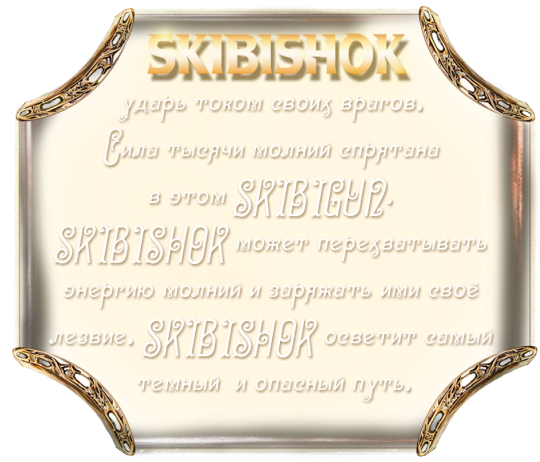 SKIBISHOK
ударь током своих врагов.
Сила тысячи молний спрятана
в этом SKIBIGUN.
SKIBISHOK может перехватывать
энергию молний и заряжать ими своё
лезвие. SKIBISHOK осветит самый
темный и опасный путь.